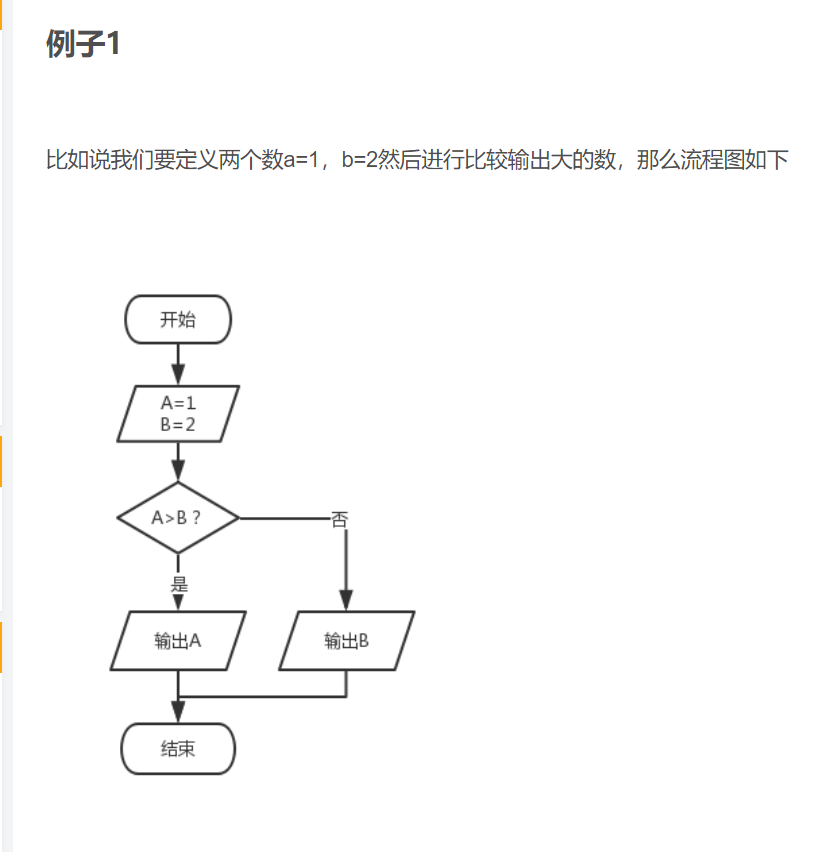 例子1
比如说我们要定义两个数a=1，b=2然后进行比较输出大的数，那么流程图如下
开始
A=1
B=2
A>B？
否
是
输出A
输出B
结束